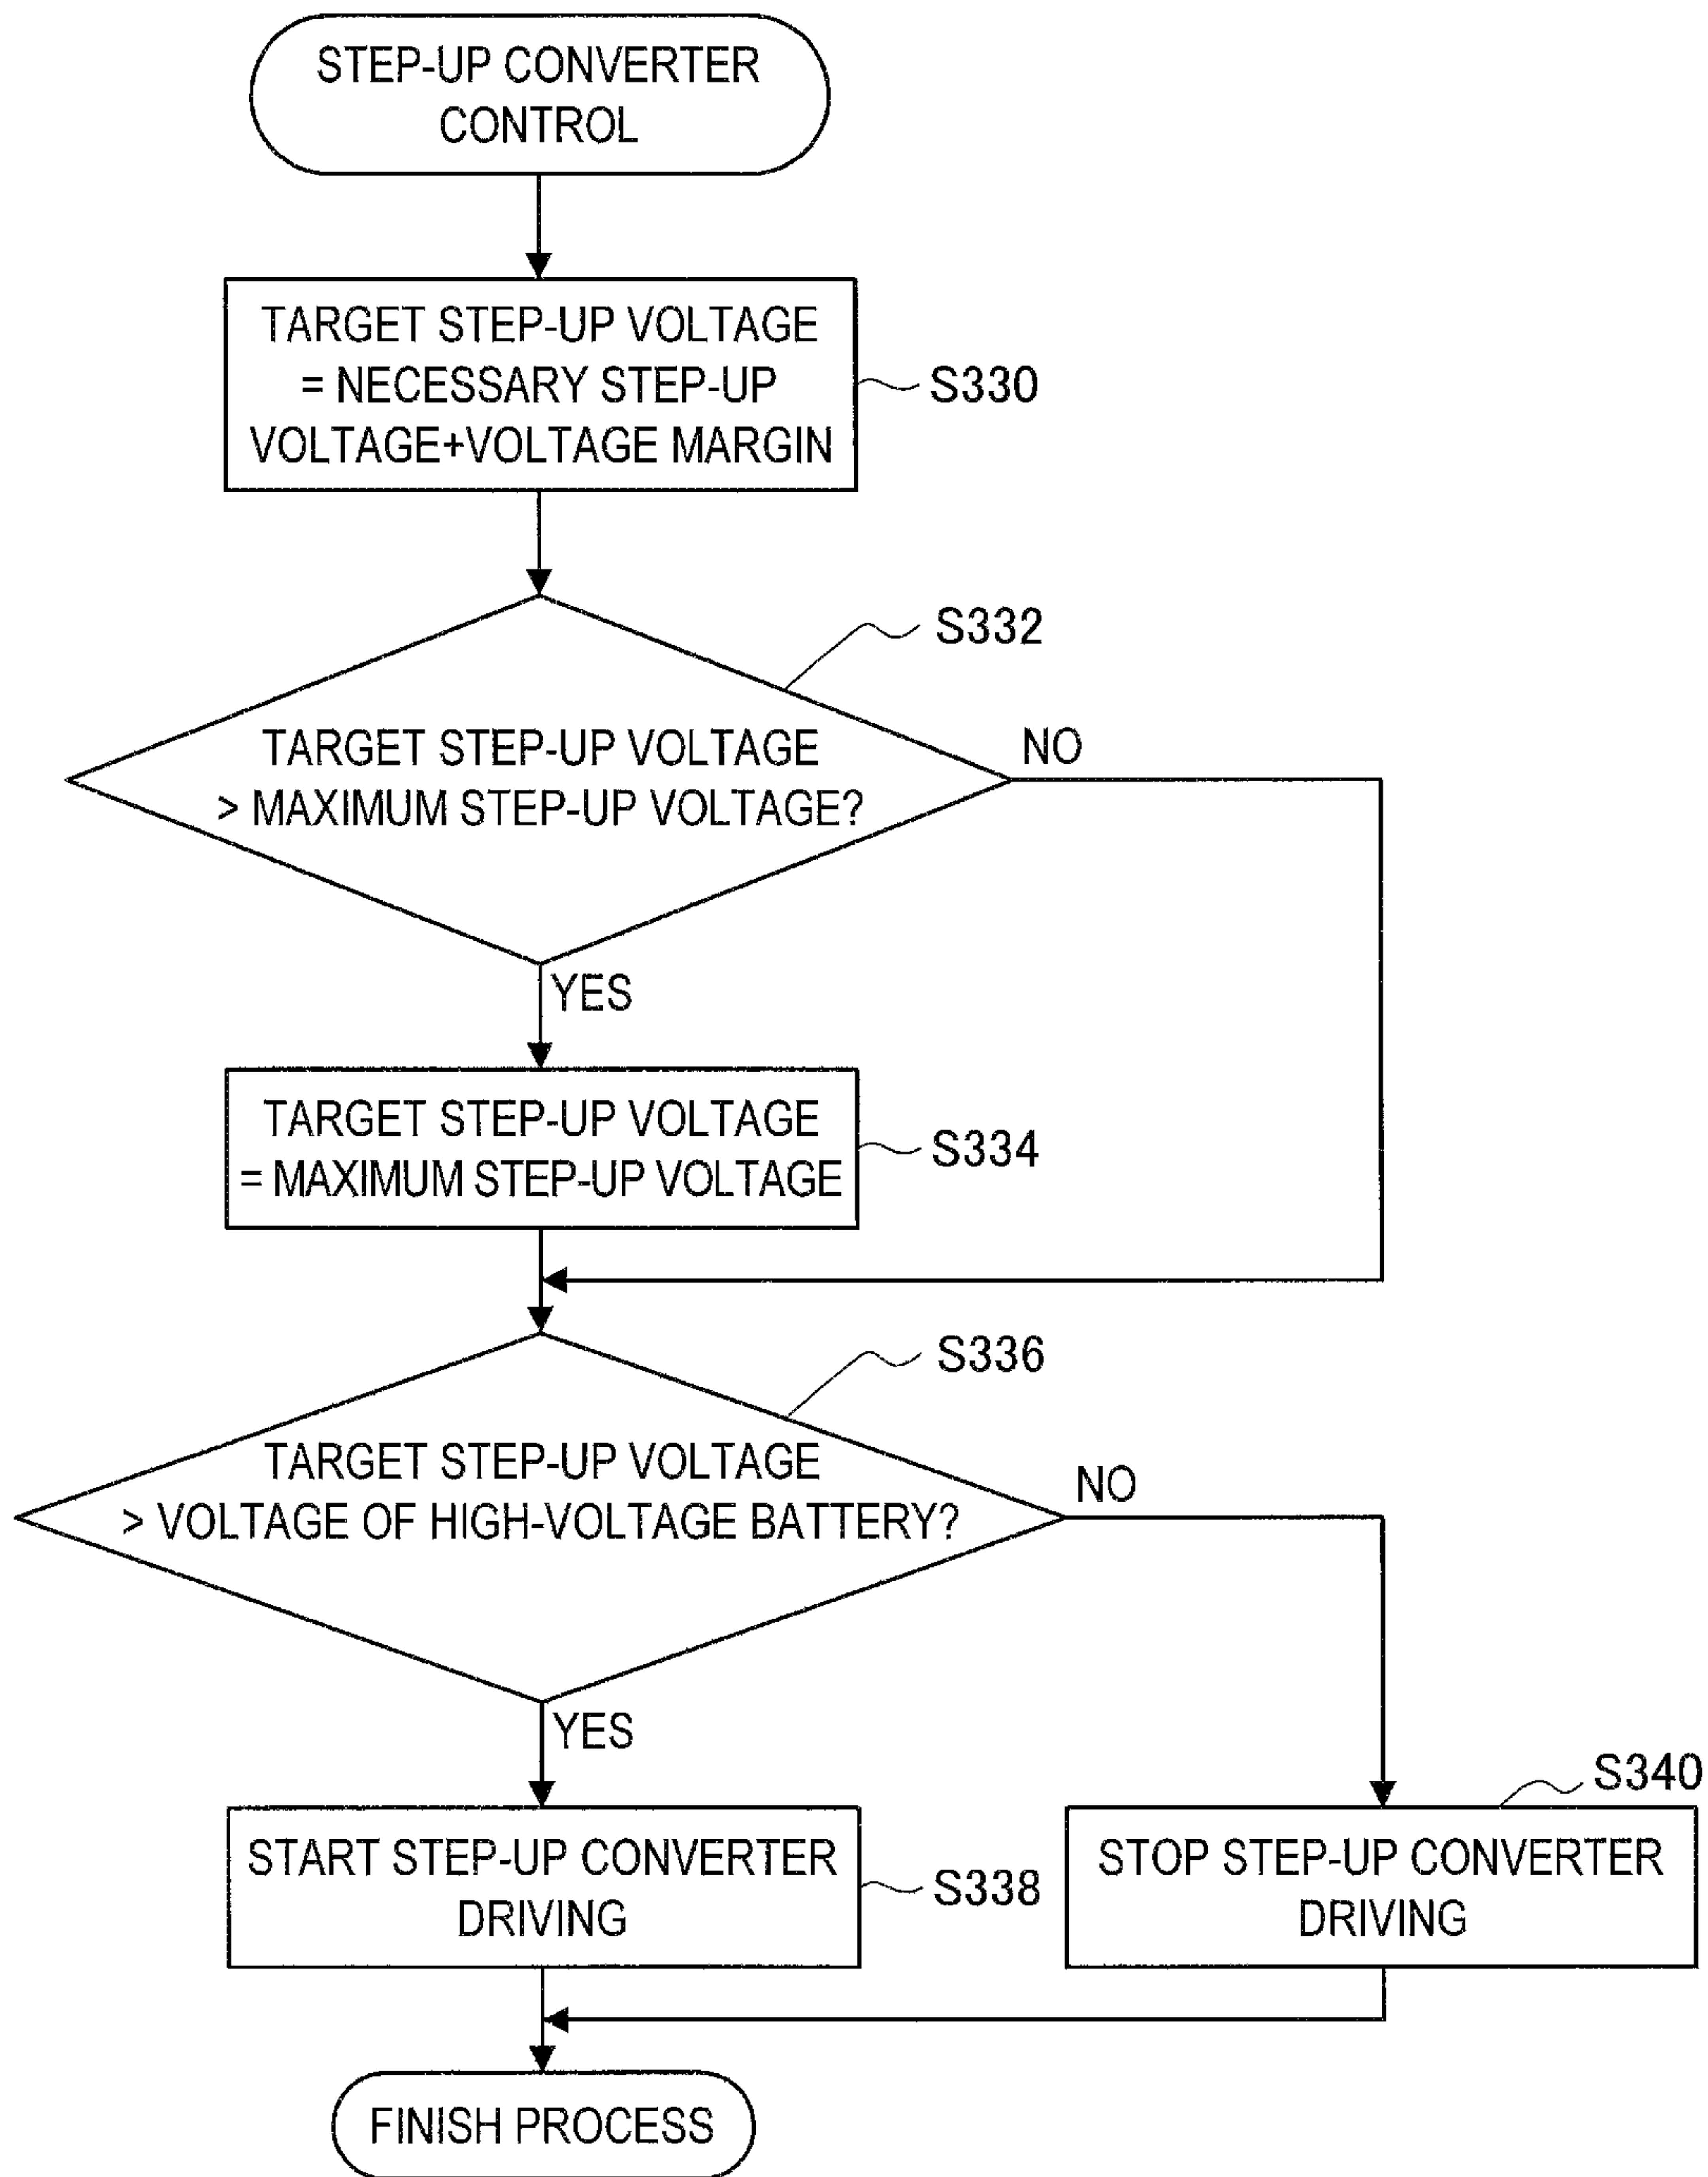 STEP-UP CONVERTER
CONTROL
TARGET STEP-UP VOLTAGE
= NECESSARY STEP-UP
VOLTAGE+VOLTAGE MARGIN
S330
S332
TARGET STEP-UP VOLTAGE
> MAXIMUM STEP-UP VOLTAGE?
NO
YES
TARGET STEP-UP VOLTAGE
= MAXIMUM STEP-UP VOLTAGE
S334
S336
TARGET STEP-UP VOLTAGE
> VOLTAGE OF HIGH-VOLTAGE BATTERY?
NO
YES
START STEP-UP CONVERTER
DRIVING
S338
S340
STOP STEP-UP CONVERTER
DRIVING
FINISH PROCESS